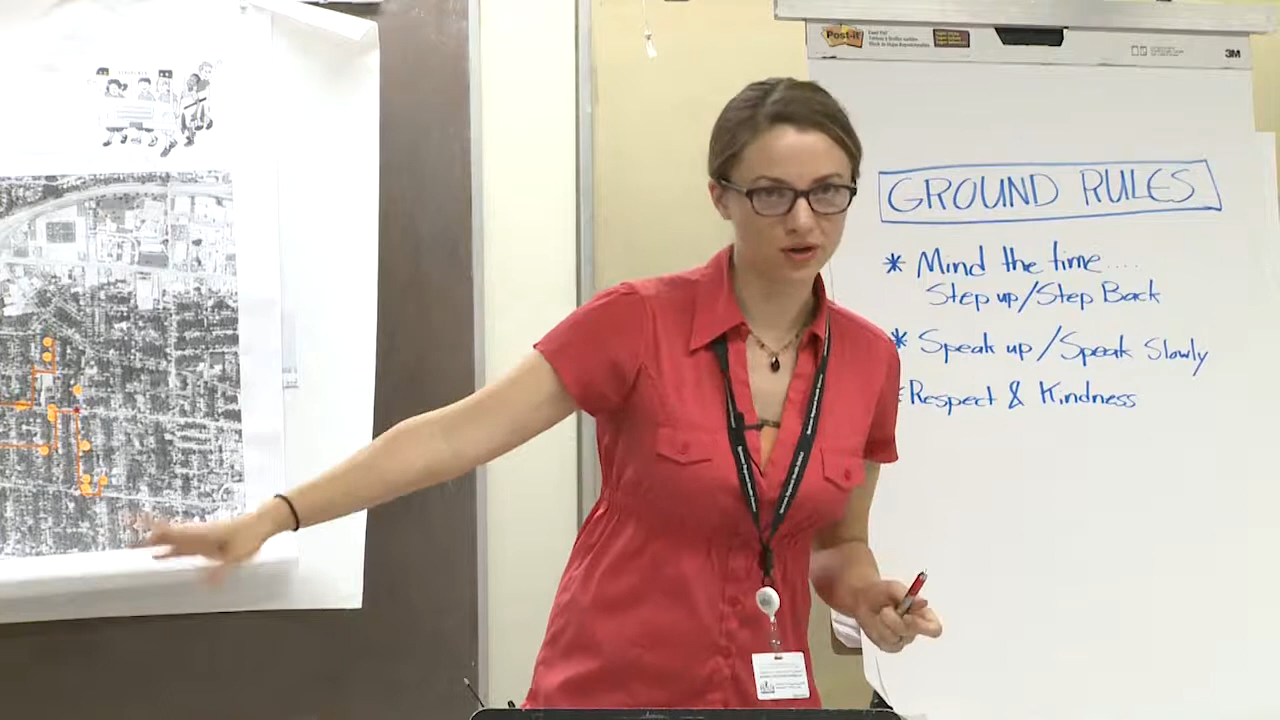 Post-it
3M
GROUND RULES
* Mind the time....
Step up/Step Back
* Speak up/Speak Slowly
Respect & Kindness